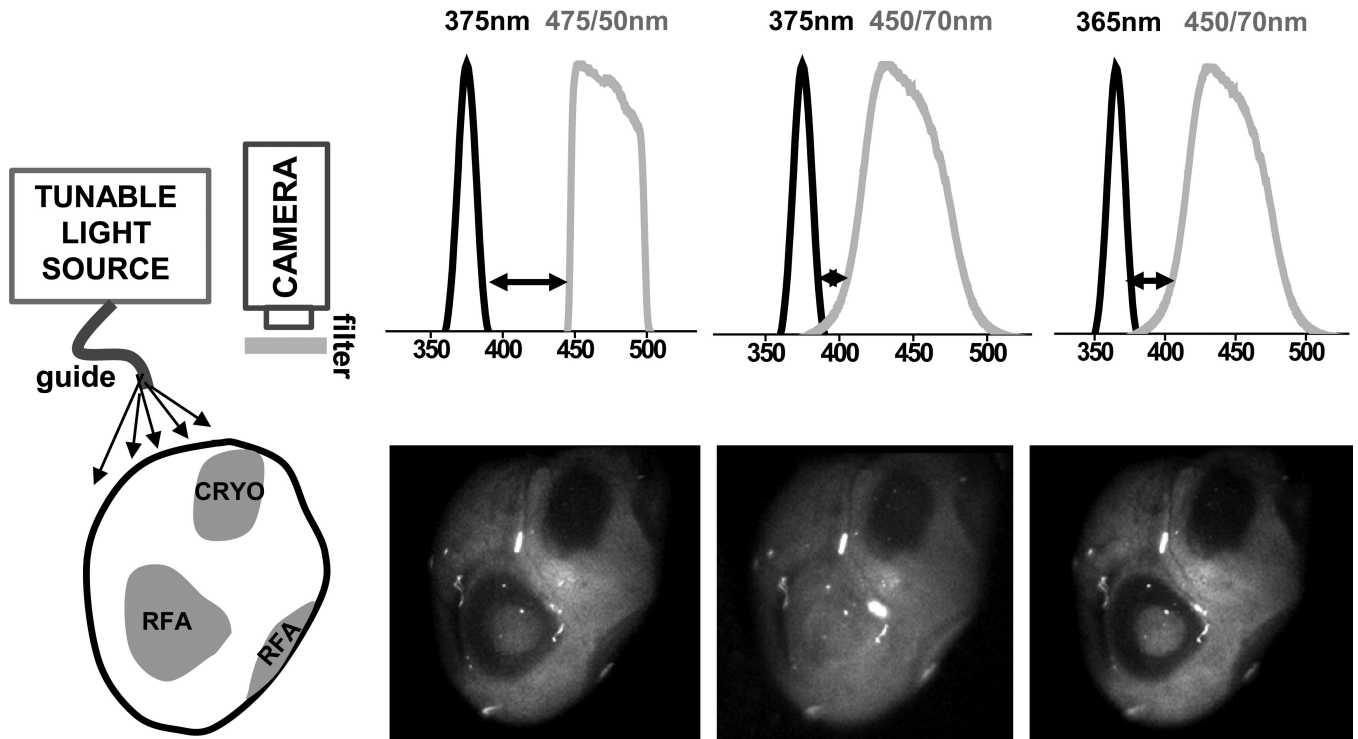 TUNABLE
LIGHT
SOURCE
CAMERA
filter
guide
CRYO
RFA
RFA
375nm 475/50nm
350 400 450 500
375nm 450/70nm
350 400 450 500
365nm 450/70nm
350 400 450 500